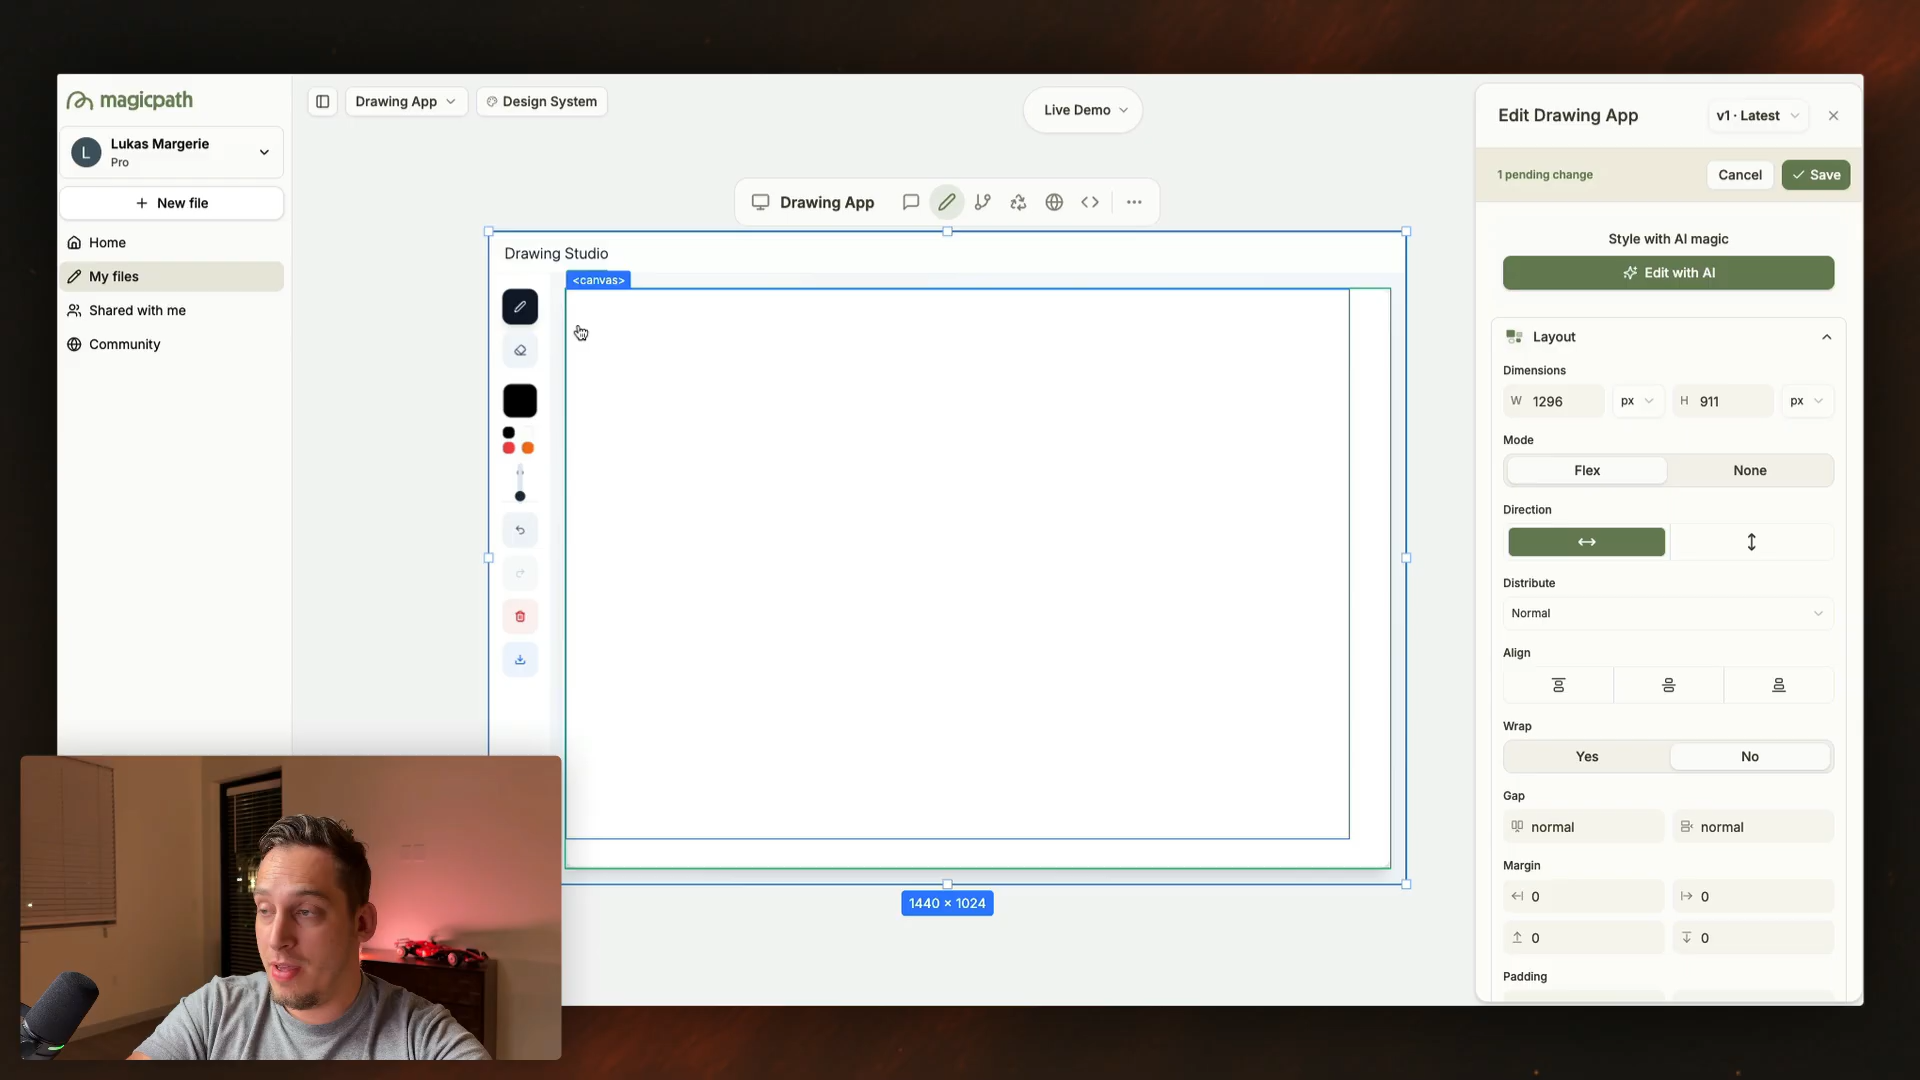 magicpath
L
Lukas Margerie
Pro
New file
Home
My files
Shared with me
Community
Drawing App
Design System
Live Demo
Drawing App
Drawing Studio
<canvas>
1440 × 1024
Edit Drawing App
v1 · Latest
1 pending change
Cancel
Save
Style with AI magic
Edit with AI
Layout
Dimensions
W 1296 px H 911 px
Mode
Flex None
Direction
Distribute
Normal
Align
Wrap
Yes No
Gap
normal normal
Margin
0 0
0 0
Padding